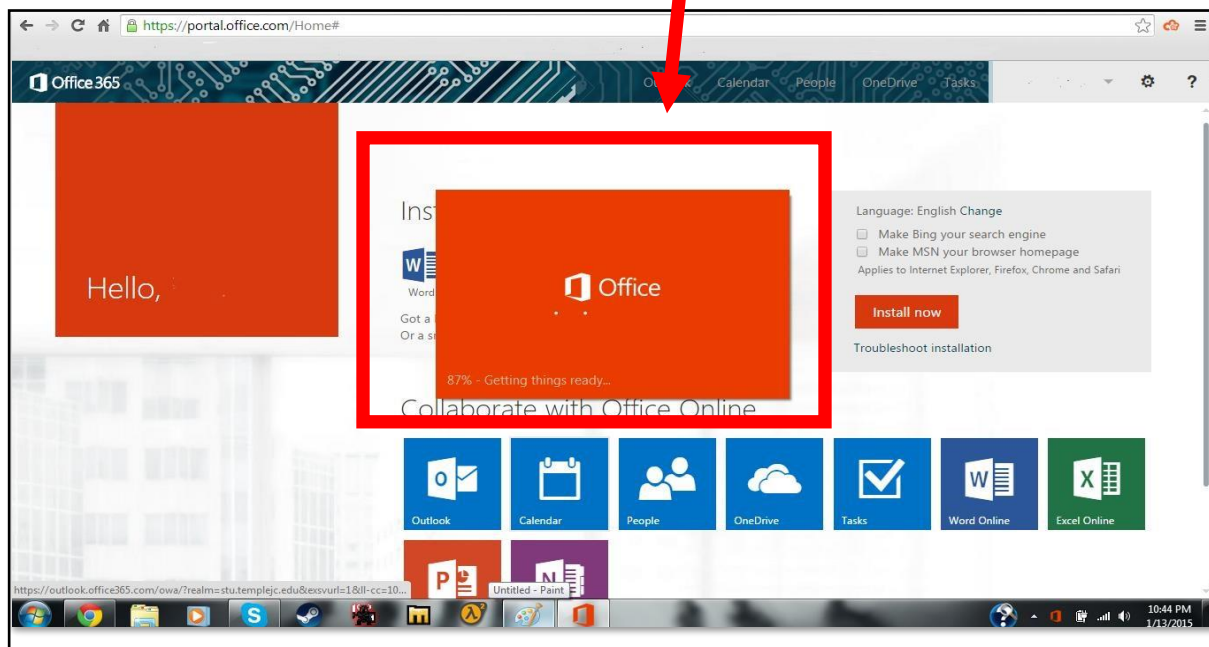 https://portal.office.com/Home#
Office 365
Outlook Calendar People OneDrive Tasks ?
Hello,
Inst
Word
Got a
Or a s
Office
87% - Getting things ready...
Language: English Change
Make Bing your search engine
Make MSN your browser homepage
Applies to Internet Explorer, Firefox, Chrome and Safari
Install now
Troubleshoot installation
Collaborate with Office Online
Outlook Calendar People OneDrive Tasks Word Online Excel Online
https://outlook.office365.com/owa/?realm=stu.templejc.edu&exsvurl=1&ll-cc=10...
Untitled - Paint
10:44 PM
1/13/2015